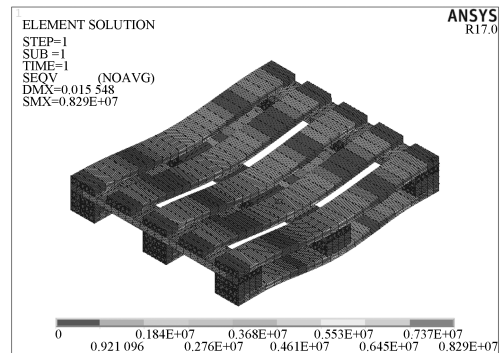 1
ELEMENT SOLUTION
STEP=1
SUB =1
TIME=1
SEQV (NOAVG)
DMX=0.015 548
SMX=0.829E+07
ANSYS
R17.0
0 0.184E+07 0.368E+07 0.553E+07 0.737E+07
0.921 096 0.276E+07 0.461E+07 0.645E+07 0.829E+07